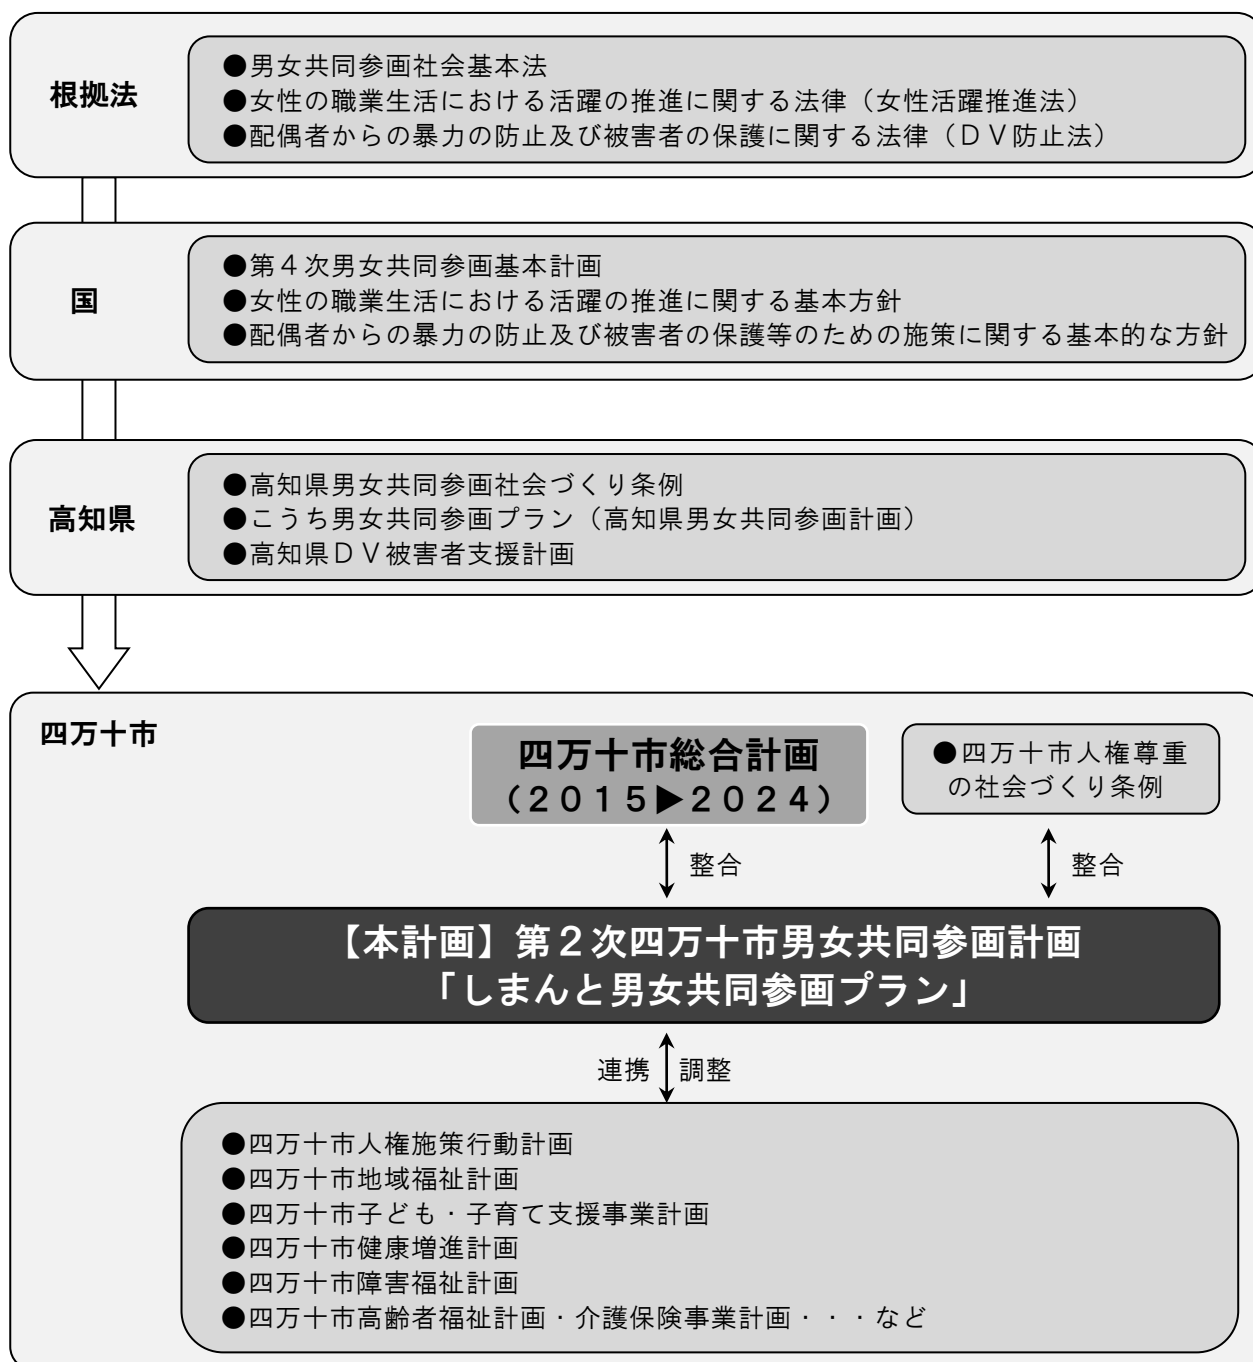 根拠法
●男女共同参画社会基本法
●女性の職業生活における活躍の推進に関する法律（女性活躍推進法）
●配偶者からの暴力の防止及び被害者の保護に関する法律（ＤＶ防止法）
国
●第４次男女共同参画基本計画
●女性の職業生活における活躍の推進に関する基本方針
●配偶者からの暴力の防止及び被害者の保護等のための施策に関する基本的な方針
高知県
●高知県男女共同参画社会づくり条例
●こうち男女共同参画プラン（高知県男女共同参画計画）
●高知県ＤＶ被害者支援計画
四万十市
四万十市総合計画
（２０１５▶２０２４）
●四万十市人権尊重
の社会づくり条例
整合
整合
【本計画】第２次四万十市男女共同参画計画
「しまんと男女共同参画プラン」
連携 調整
●四万十市人権施策行動計画
●四万十市地域福祉計画
●四万十市子ども・子育て支援事業計画
●四万十市健康増進計画
●四万十市障害福祉計画
●四万十市高齢者福祉計画・介護保険事業計画・・・など